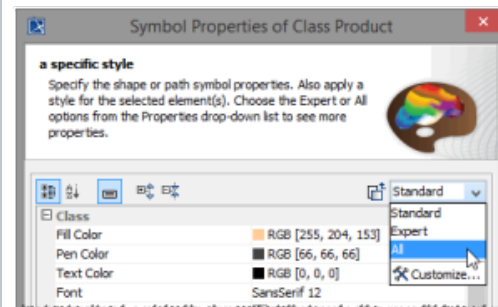 Symbol Properties of Class Product
a specific style
Specify the shape or path symbol properties. Also apply a
style for the selected element(s). Choose the Expert or All
options from the Properties drop-down list to see more
properties.
Standard
Standard
Expert
All
Customize...
Class
Fill Color RGB [255, 204, 153]
Pen Color RGB [66, 66, 66]
Text Color RGB [0, 0, 0]
Font SansSerif 12